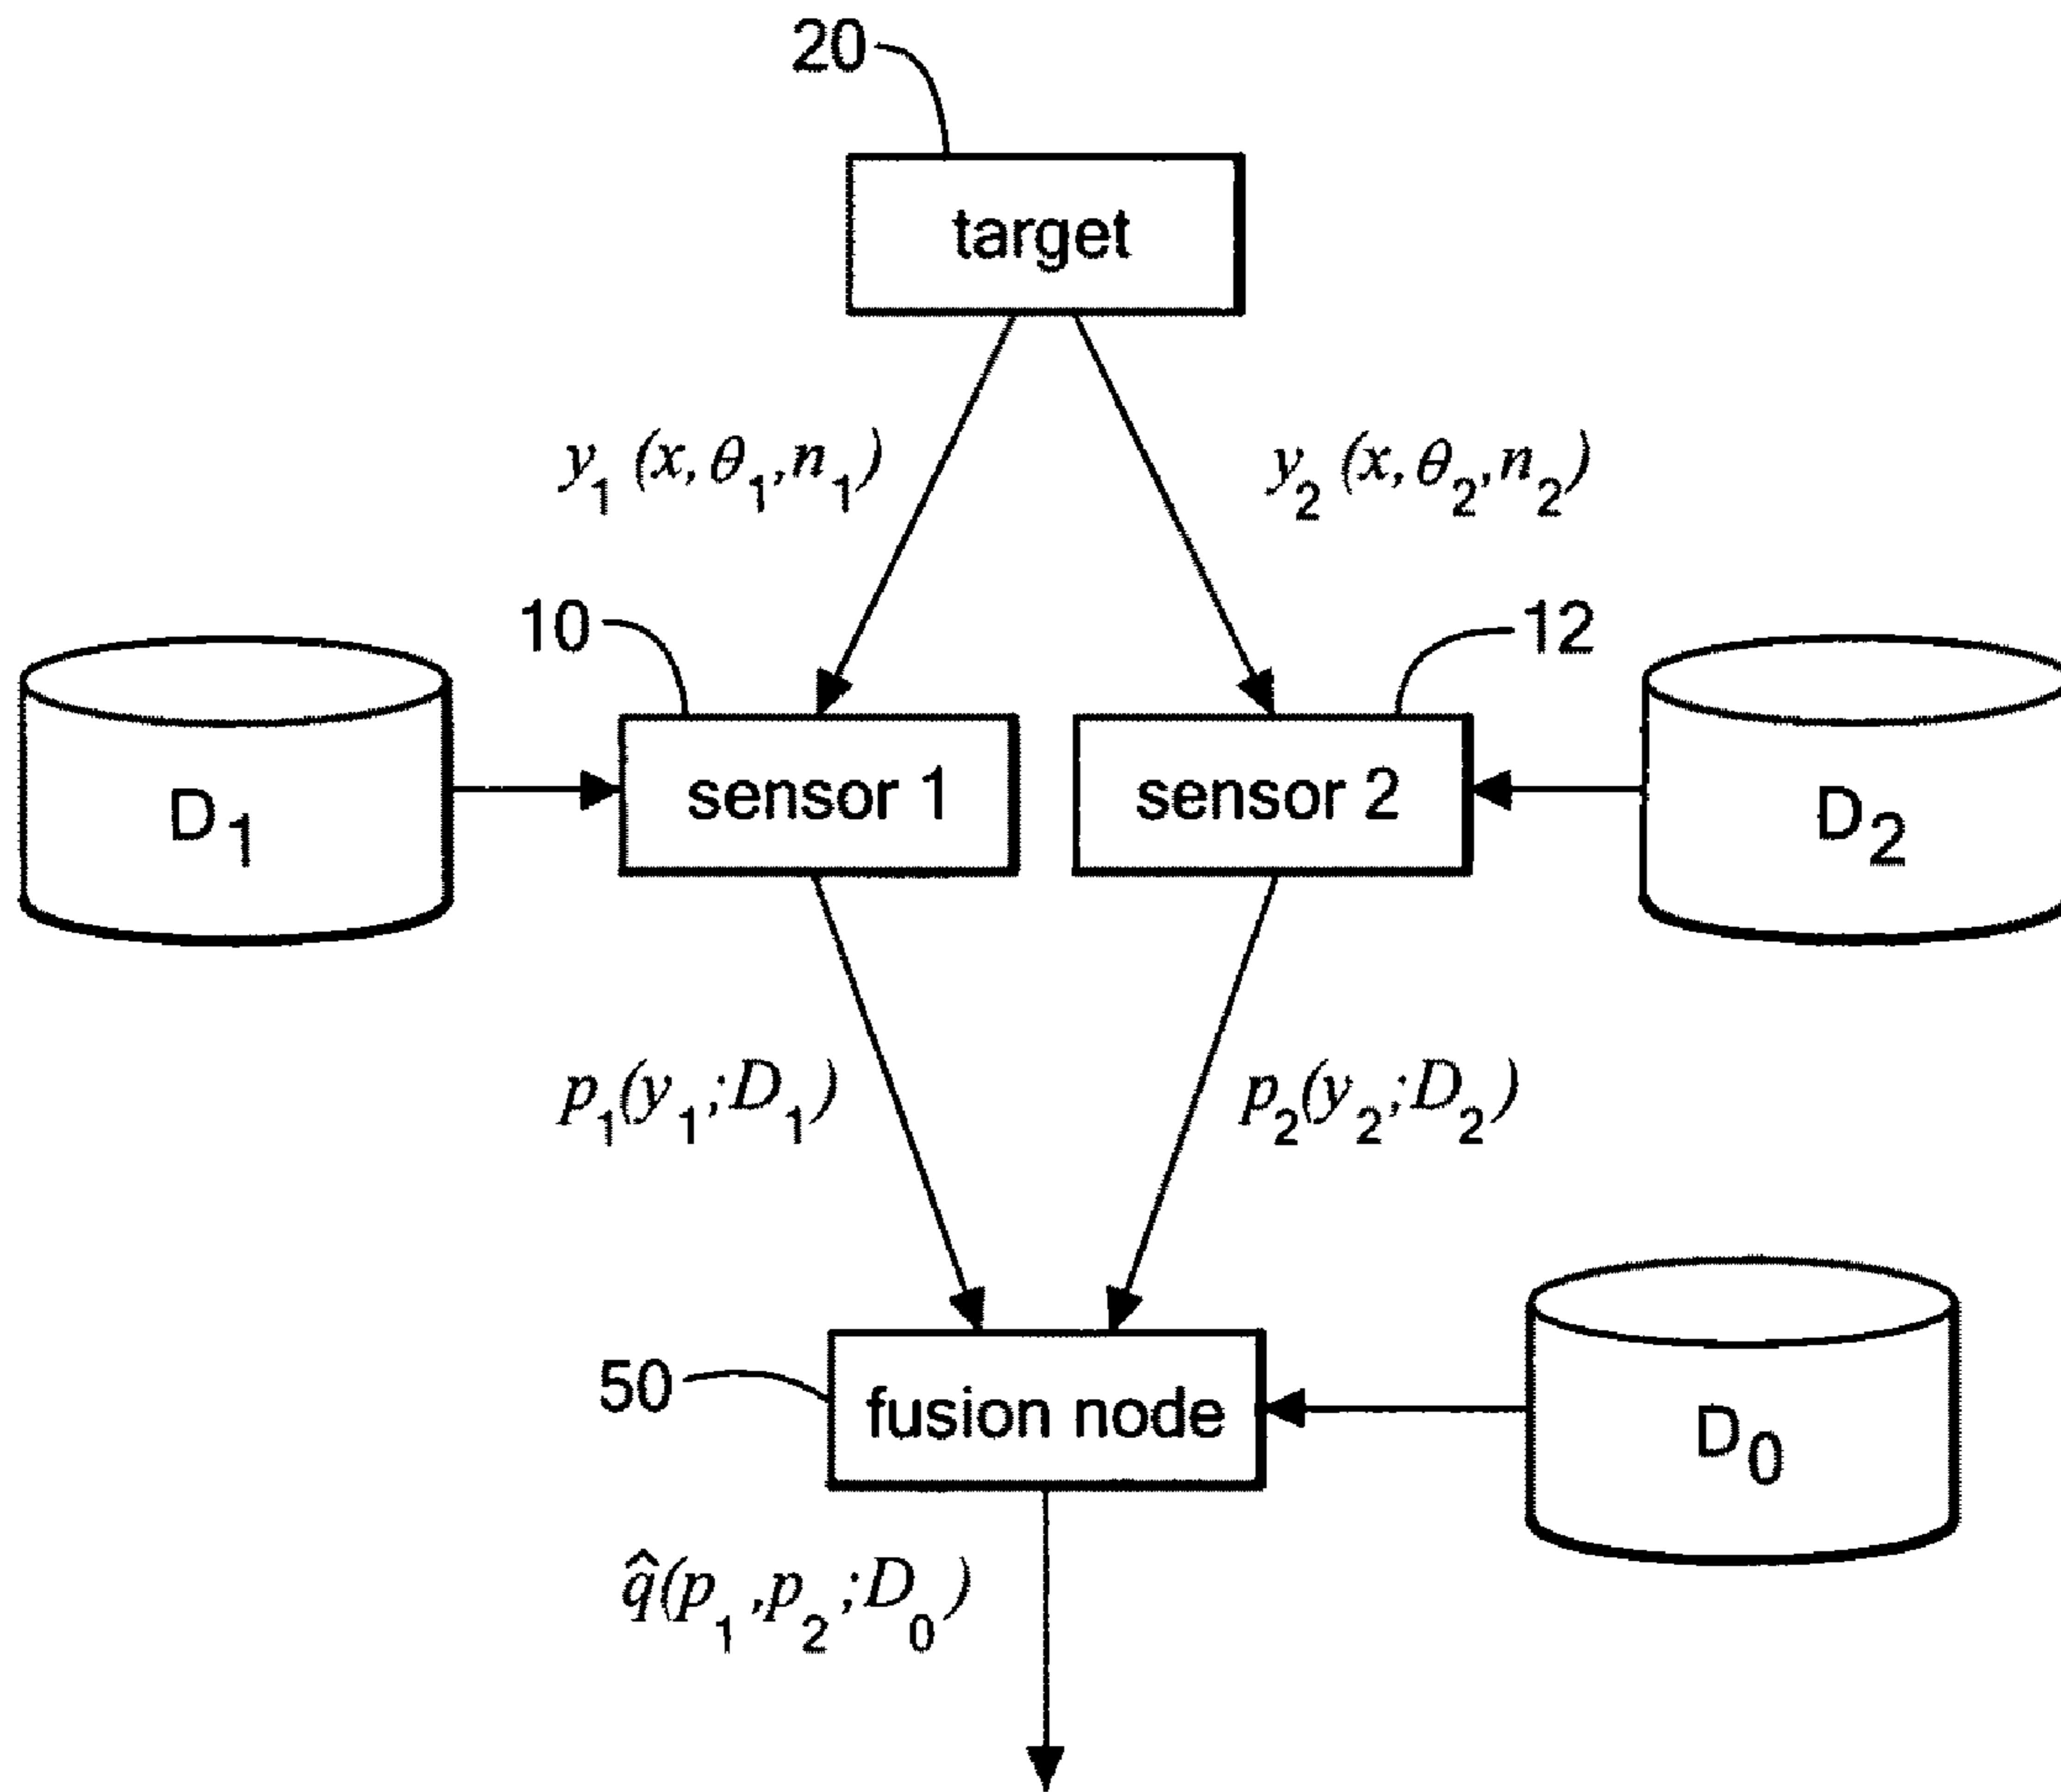 20
target
y₁(x,θ₁,n₁)
y₂(x,θ₂,n₂)
10
12
D₁
sensor 1
sensor 2
D₂
p₁(y₁;D₁)
p₂(y₂;D₂)
50
fusion node
D₀
q̂(p₁,p₂;D₀)